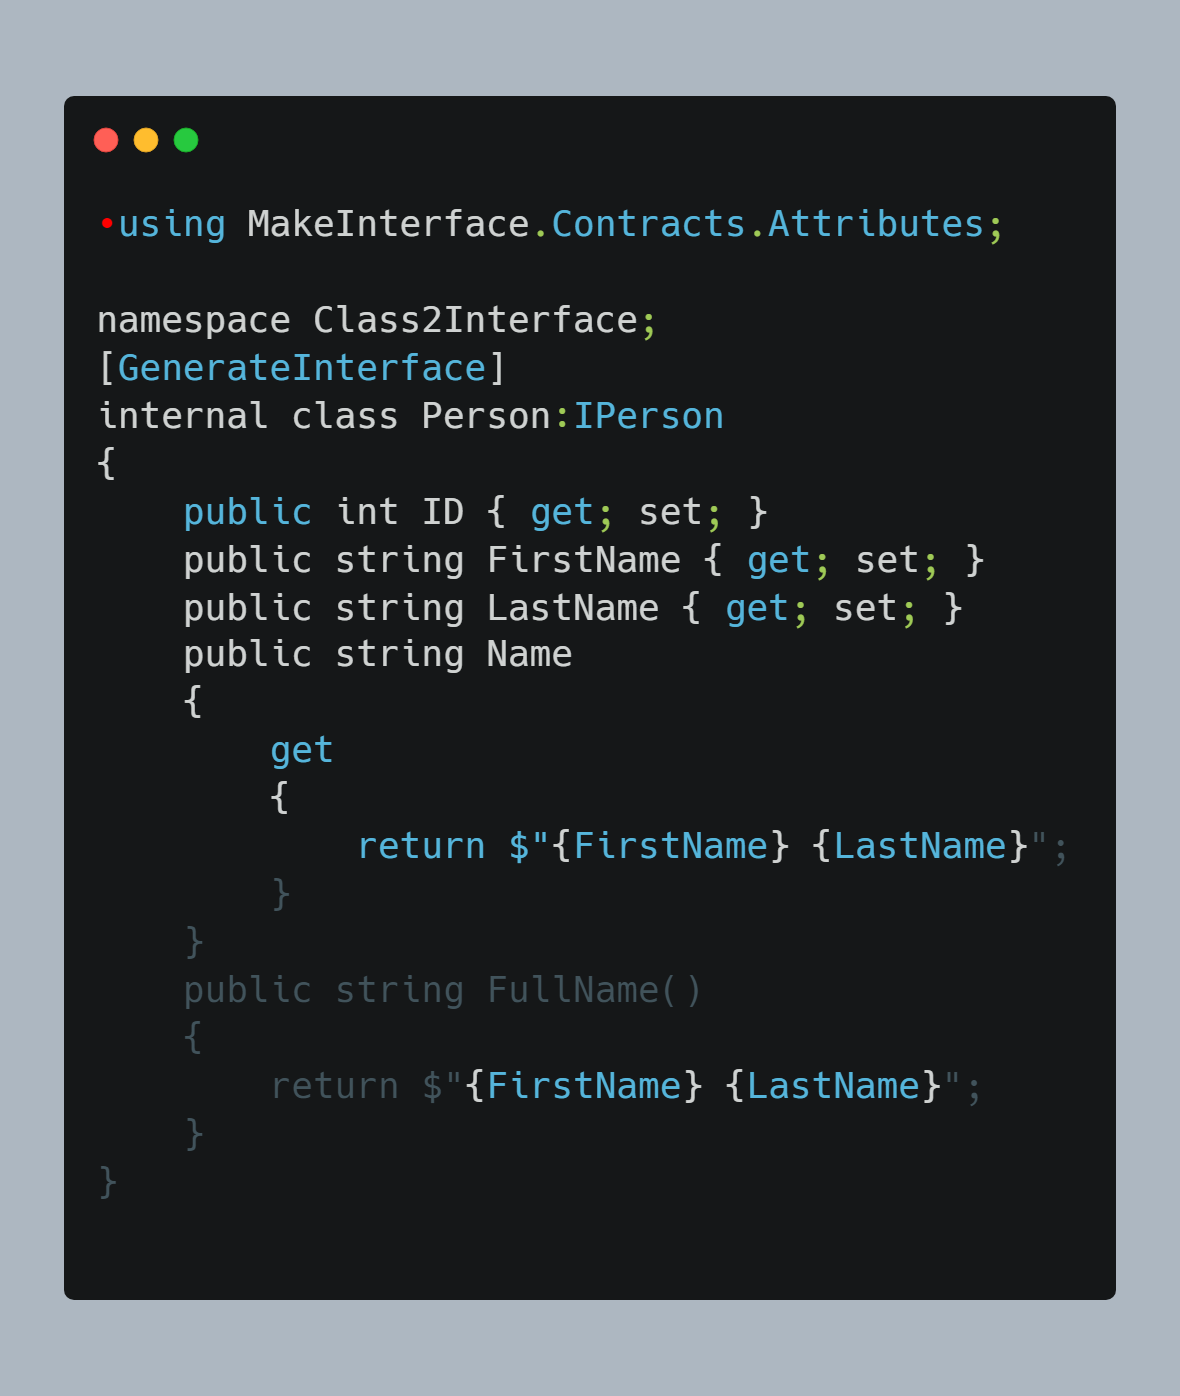 •using MakeInterface.Contracts.Attributes;

namespace Class2Interface;
[GenerateInterface]
internal class Person:IPerson
{
    public int ID { get; set; }
    public string FirstName { get; set; }
    public string LastName { get; set; }
    public string Name
    {
        get
        {
            return $"{FirstName} {LastName}";
        }
    }
    public string FullName()
    {
        return $"{FirstName} {LastName}";
    }
}